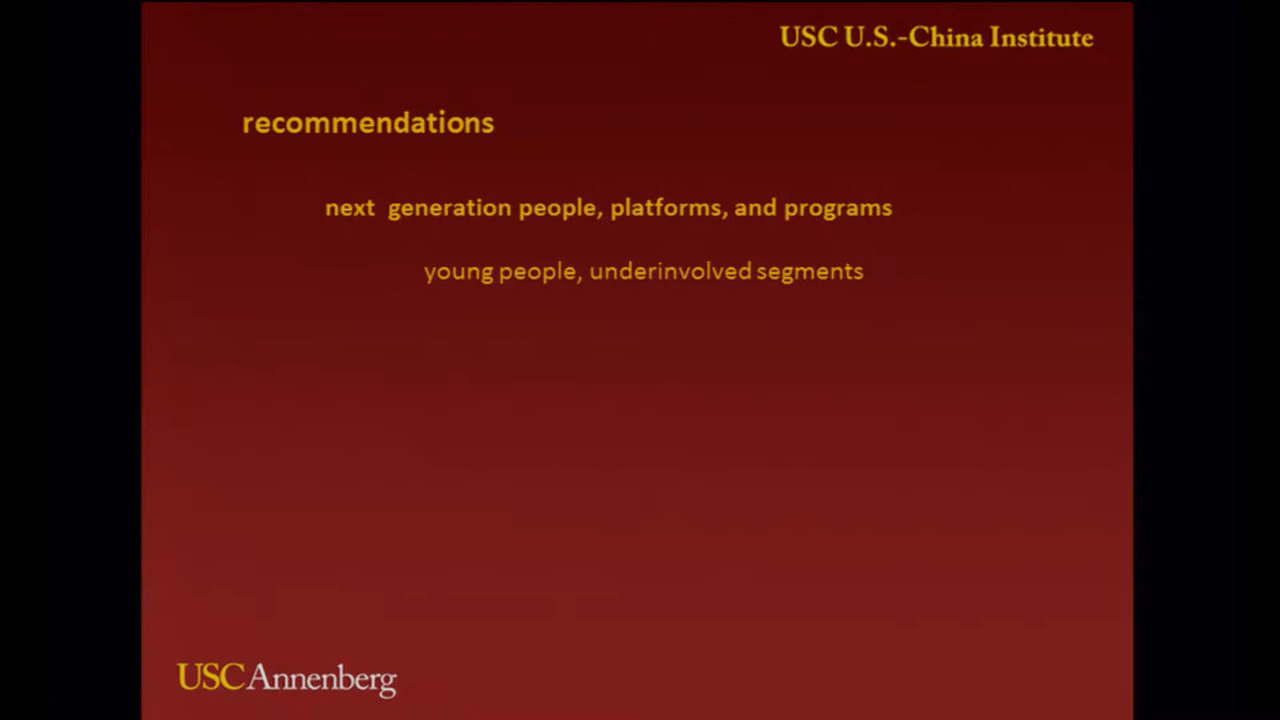 USC U.S.-China Institute
recommendations
next generation people, platforms, and programs
young people, underinvolved segments
USC Annenberg